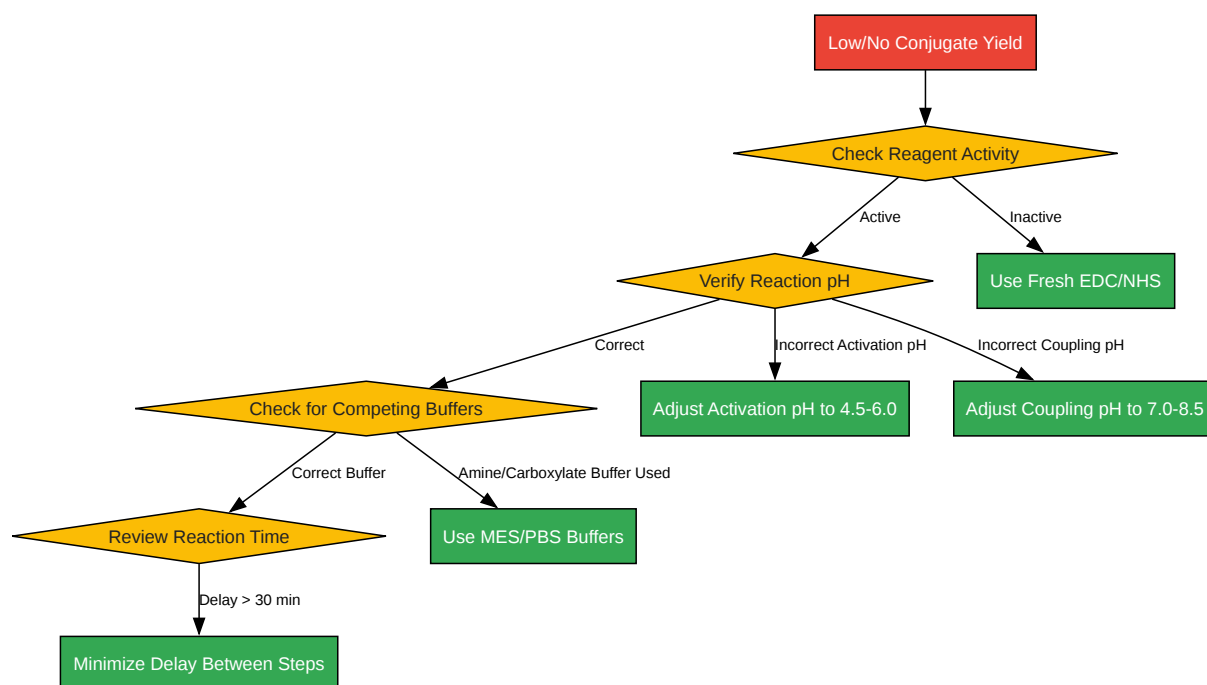 Low/No Conjugate Yield
Check Reagent Activity
Active
Inactive
Verify Reaction pH
Use Fresh EDC/NHS
Correct
Incorrect Activation pH
Incorrect Coupling pH
Check for Competing Buffers
Adjust Activation pH to 4.5-6.0
Adjust Coupling pH to 7.0-8.5
Correct Buffer
Amine/Carboxylate Buffer Used
Review Reaction Time
Use MES/PBS Buffers
Delay > 30 min
Minimize Delay Between Steps